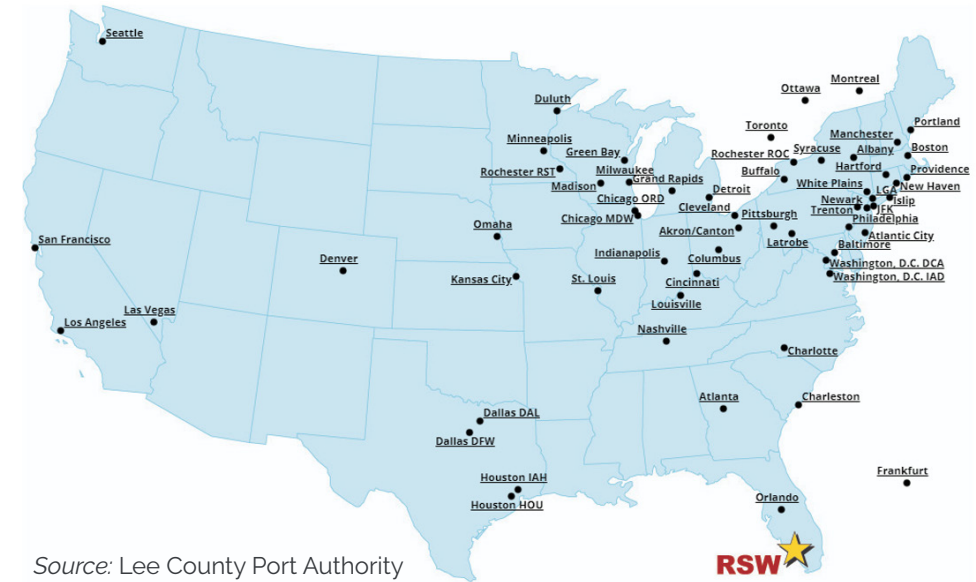 Seattle
Montreal
Ottawa
Duluth
Portland
Toronto
Manchester
Minneapolis
Green Bay
Rochester ROC
Syracuse
Albany
Boston
Rochester RST
Milwaukee
Buffalo
Hartford
Providence
Madison
Grand Rapids
Detroit
White Plains
LGA
New Haven
Chicago ORD
Cleveland
Newark
Islip
Chicago MDW
Pittsburgh
Trenton
JFK
Philadelphia
Omaha
Akron/Canton
Latrobe
Atlantic City
San Francisco
Baltimore
Denver
Indianapolis
Columbus
Washington, D.C. DCA
Kansas City
St. Louis
Cincinnati
Washington, D.C. IAD
Las Vegas
Louisville
Los Angeles
Nashville
Charlotte
Atlanta
Charleston
Dallas DAL
Dallas DFW
Houston IAH
Frankfurt
Houston HOU
Orlando
RSW
Source: Lee County Port Authority